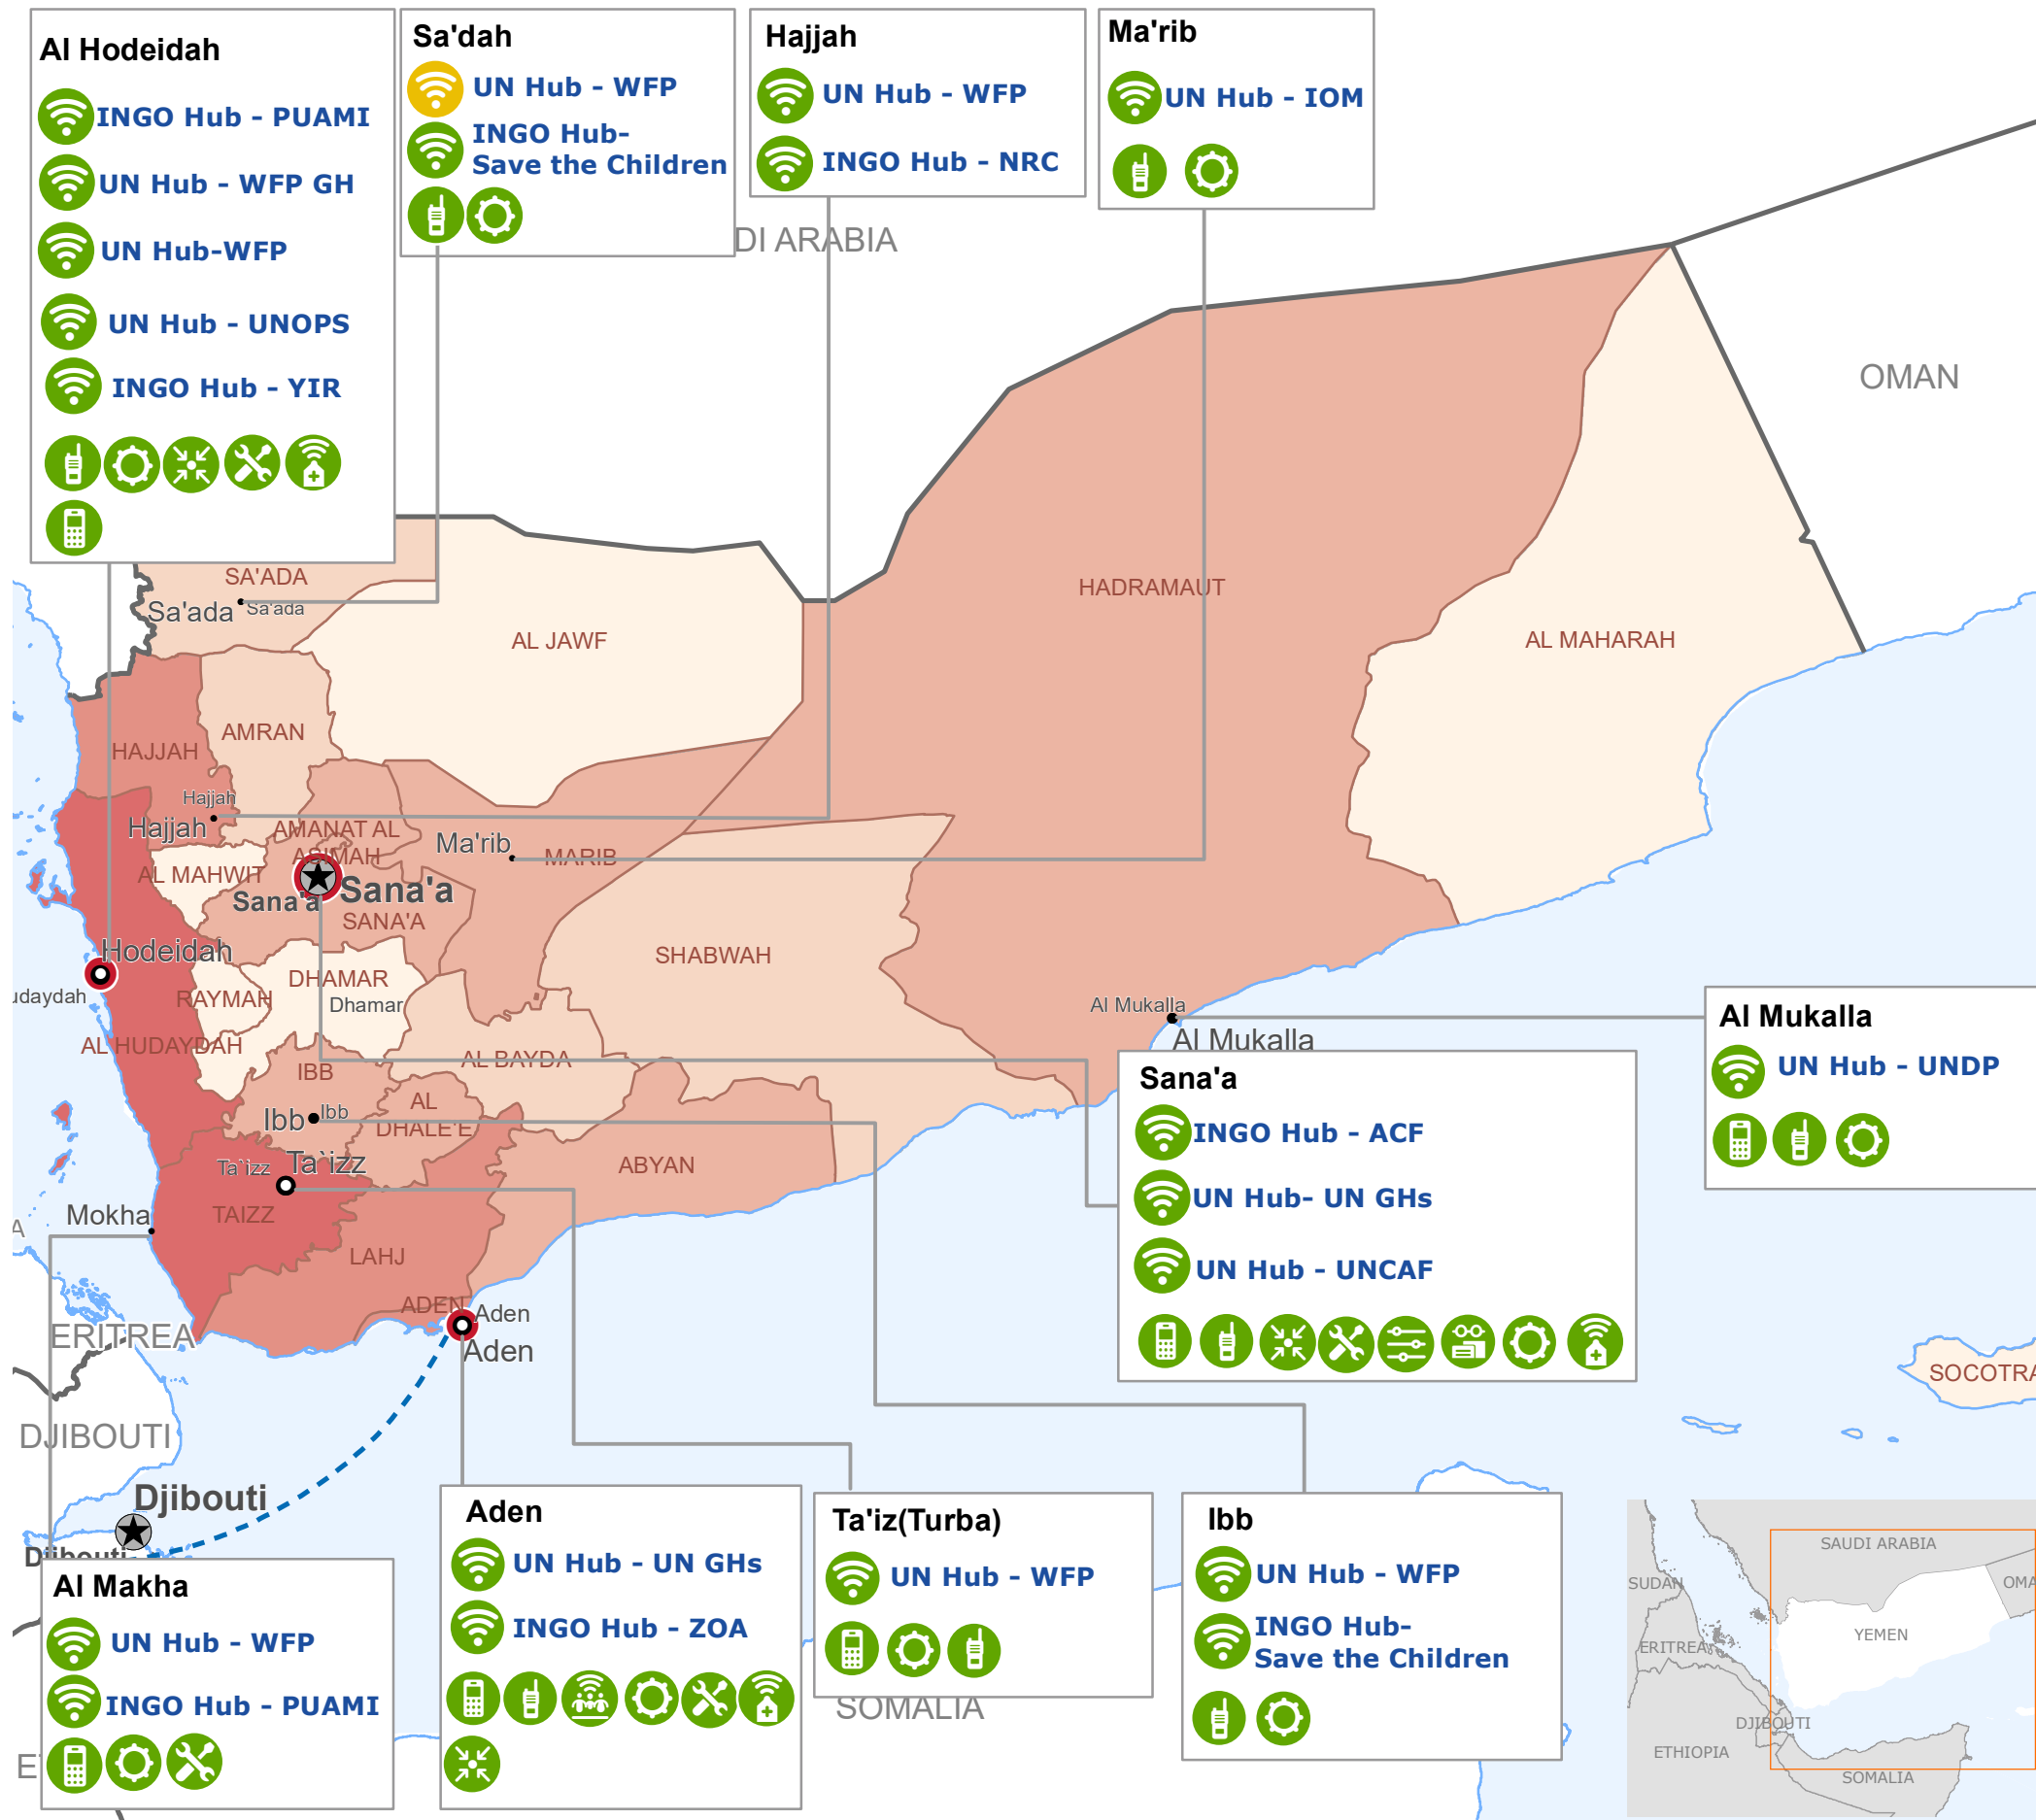 Al Hodeidah
INGO Hub - PUAMI
UN Hub - WFP GH
UN Hub-WFP
UN Hub - UNOPS
INGO Hub - YIR
Sa'dah
UN Hub - WFP
INGO Hub-
Save the Children
Hajjah
UN Hub - WFP
INGO Hub - NRC
Ma'rib
UN Hub - IOM
DI ARABIA
OMAN
SA'ADA
Sa'ada
Sa'ada
AL JAWF
HADRAMAUT
AL MAHARAH
AMRAN
HAJJAH
Hajjah
Hajjah
AMANAT AL
ASIMAH
Ma'rib
MARIB
AL MAHWIT
Sana'a
Sana'a
SANA'A
Hodeidah
udaydah
RAYMAH
DHAMAR
Dhamar
SHABWAH
AL HUDAYDAH
IBB
AL BAYDA
Al Mukalla
Al Mukalla
Ibb
Ibb
AL
DHALE'E
Ta`izz
Ta`izz
TAIZZ
ABYAN
Mokha
LAHJ
ADEN
Aden
Aden
A
ERITREA
DJIBOUTI
Djibouti
Djibouti
SOCOTRA
SOMALIA
E
Al Mukalla
UN Hub - UNDP
Sana'a
INGO Hub - ACF
UN Hub- UN GHs
UN Hub - UNCAF
Al Makha
UN Hub - WFP
INGO Hub - PUAMI
Aden
UN Hub - UN GHs
INGO Hub - ZOA
Ta'iz(Turba)
UN Hub - WFP
Ibb
UN Hub - WFP
INGO Hub-
Save the Children
SAUDI ARABIA
SUDAN
OMA
ERITREA
YEMEN
DJIBOUTI
ETHIOPIA
SOMALIA